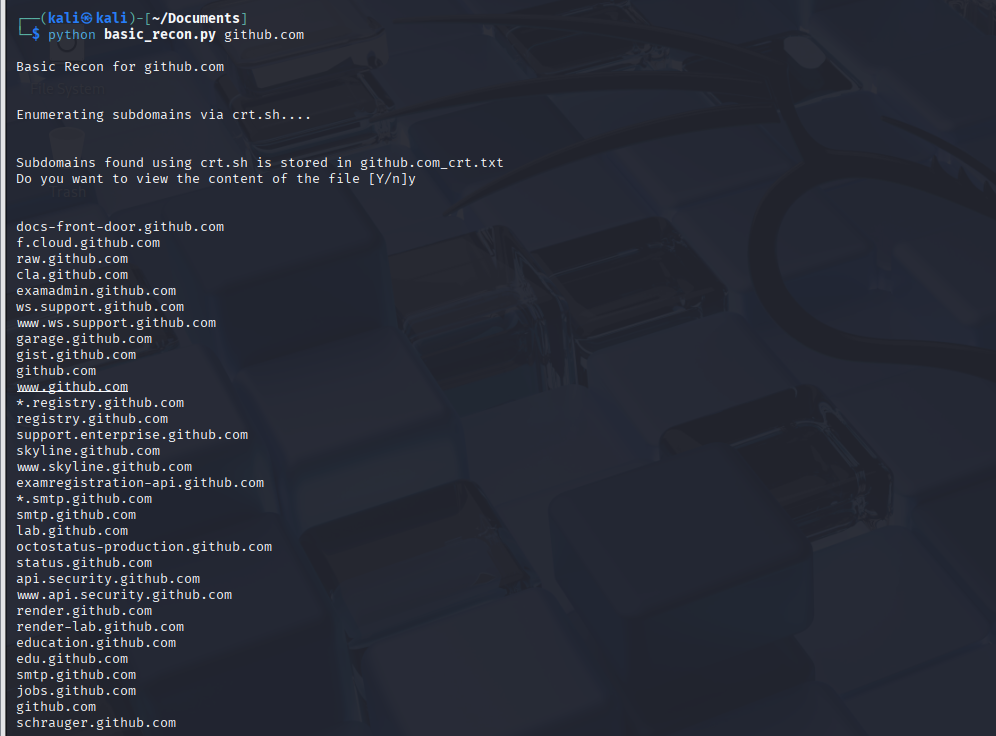 ┌──(kali㉿kali)-[~/Documents]
└─$ python basic_recon.py github.com
Basic Recon for github.com
File System
Enumerating subdomains via crt.sh....
Subdomains found using crt.sh is stored in github.com_crt.txt
Do you want to view the content of the file [Y/n]y
Trash
docs-front-door.github.com
f.cloud.github.com
raw.github.com
cla.github.com
examadmin.github.com
ws.support.github.com
www.ws.support.github.com
garage.github.com
gist.github.com
github.com
www.github.com
*.registry.github.com
registry.github.com
support.enterprise.github.com
skyline.github.com
www.skyline.github.com
examregistration-api.github.com
*.smtp.github.com
smtp.github.com
lab.github.com
octostatus-production.github.com
status.github.com
api.security.github.com
www.api.security.github.com
render.github.com
render-lab.github.com
education.github.com
edu.github.com
smtp.github.com
jobs.github.com
github.com
schrauger.github.com